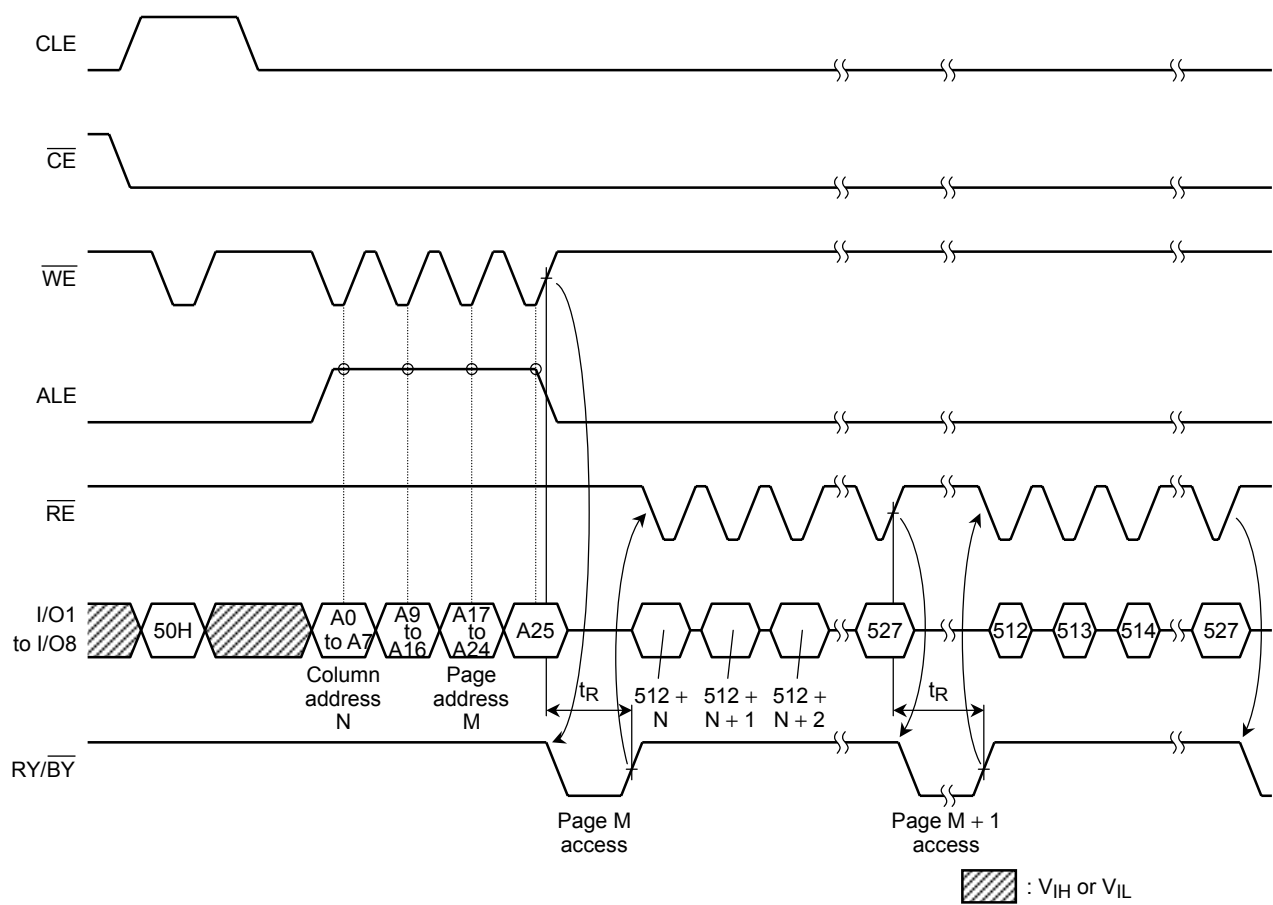 CLE
CE
WE
ALE
RE
I/O1
to I/O8
50H
A0
to A7
A9
to
A16
A17
to
A24
A25
527
512
513
514
527
Column
address
N
Page
address
M
tR
512 +
N
512 +
N + 1
512 +
N + 2
tR
RY/BY
Page M
access
Page M + 1
access
: VIH or VIL